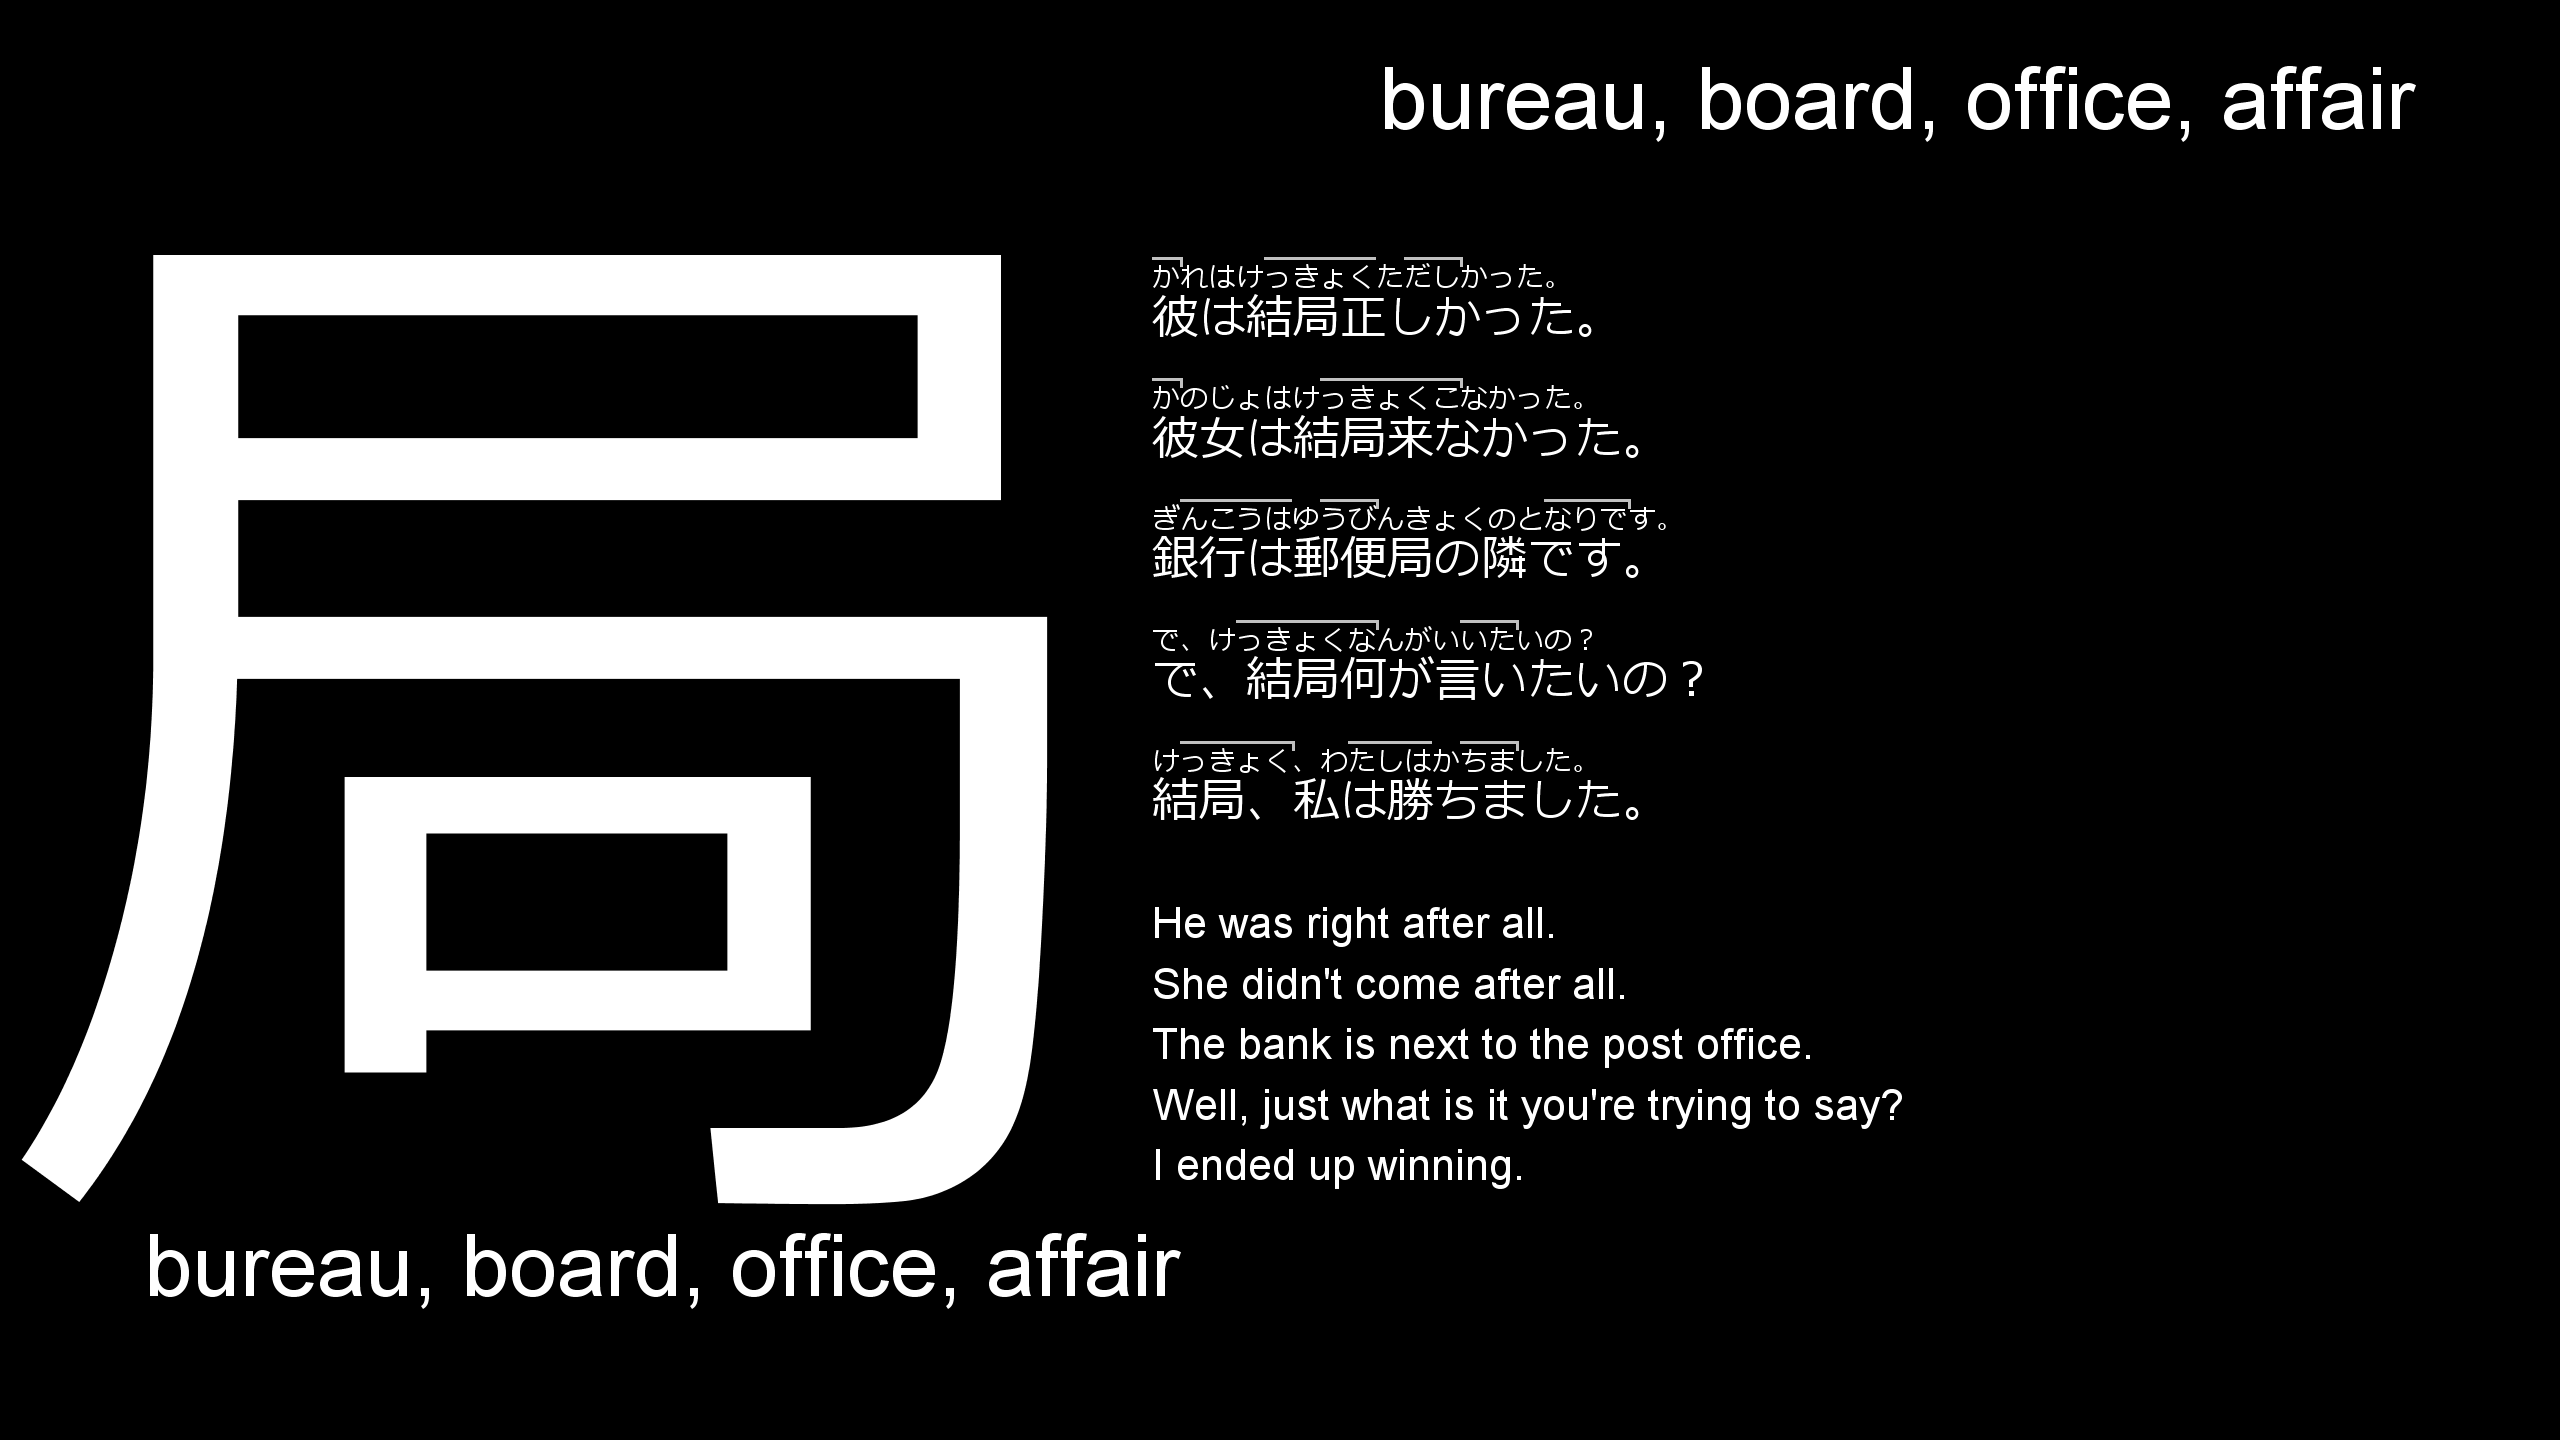 bureau, board, office, affair
局
かれはけっきょくただしかった。
彼は結局正しかった。
かのじょはけっきょくこなかった。
彼女は結局来なかった。
ぎんこうはゆうびんきょくのとなりです。
銀行は郵便局の隣です。
で、けっきょくなんがいいたいの？
で、結局何が言いたいの？
けっきょく、わたしはかちました。
結局、私は勝ちました。
He was right after all.
She didn't come after all.
The bank is next to the post office.
Well, just what is it you're trying to say?
I ended up winning.
bureau, board, office, affair